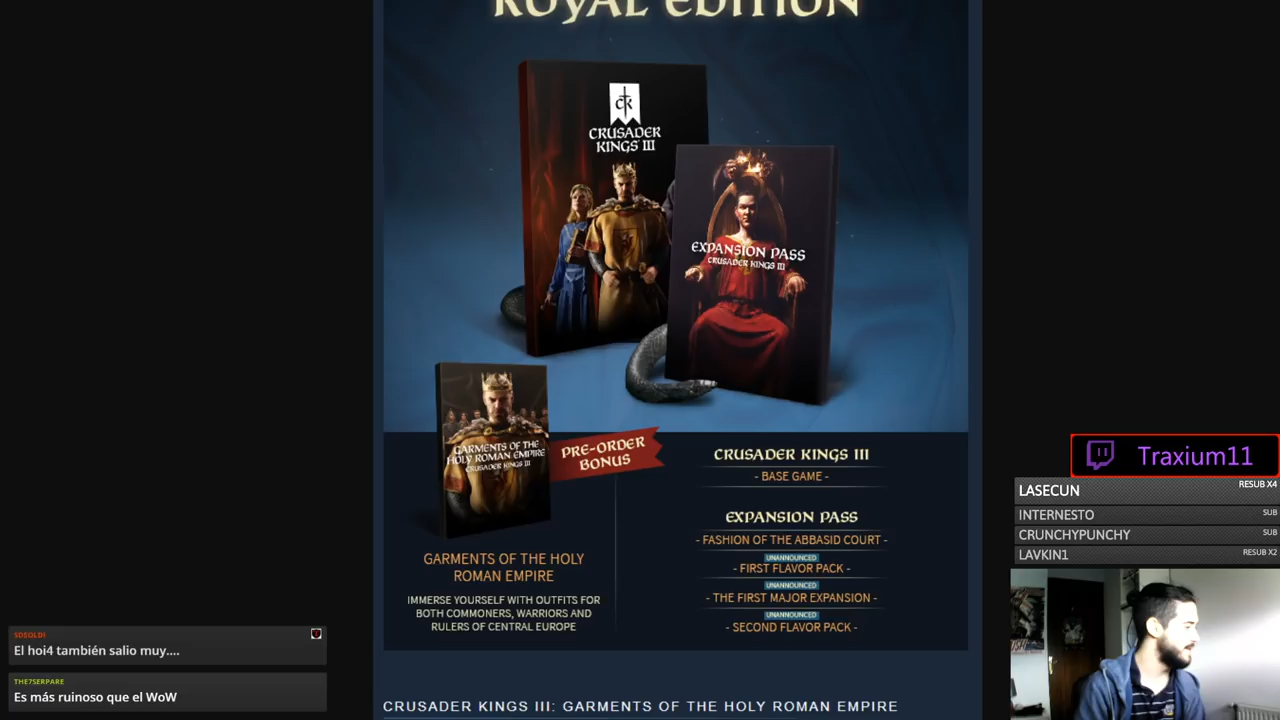 ROYAL EDITION
CK
CRUSADER
KINGS III
EXPANSION PASS
CRUSADER KINGS III
GARMENTS OF THE
HOLY ROMAN EMPIRE
CRUSADER KINGS III
PRE-ORDER
BONUS
GARMENTS OF THE HOLY
ROMAN EMPIRE
IMMERSE YOURSELF WITH OUTFITS FOR
BOTH COMMONERS, WARRIORS AND
RULERS OF CENTRAL EUROPE
CRUSADER KINGS III
- BASE GAME -
EXPANSION PASS
- FASHION OF THE ABBASID COURT -
UNANNOUNCED
- FIRST FLAVOR PACK -
UNANNOUNCED
- THE FIRST MAJOR EXPANSION -
UNANNOUNCED
- SECOND FLAVOR PACK -
CRUSADER KINGS III: GARMENTS OF THE HOLY ROMAN EMPIRE
Traxium11
LASECUN RESUB X4
INTERNESTO SUB
CRUNCHYPUNCHY SUB
LAVKIN1 RESUB X2
El hoi4 también salio muy....
THE7SERPARE
Es más ruinoso que el WoW